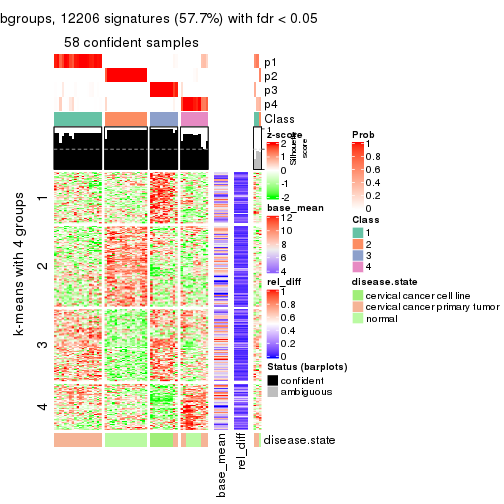 bgroups, 12206 signatures (57.7%) with fdr < 0.05
58 confident samples
p1
p2
p3
p4
Class
1
Silhouette
score
k-means with 4 groups
1
2
3
4
base_mean
rel_diff
disease.state
z-score
2
1
0
-1
-2
base_mean
12
10
8
6
4
rel_diff
1
0.8
0.6
0.4
0.2
0
Status (barplots)
confident
ambiguous
Prob
1
0.8
0.6
0.4
0.2
0
Class
1
2
3
4
disease.state
cervical cancer cell line
cervical cancer primary tumor
normal